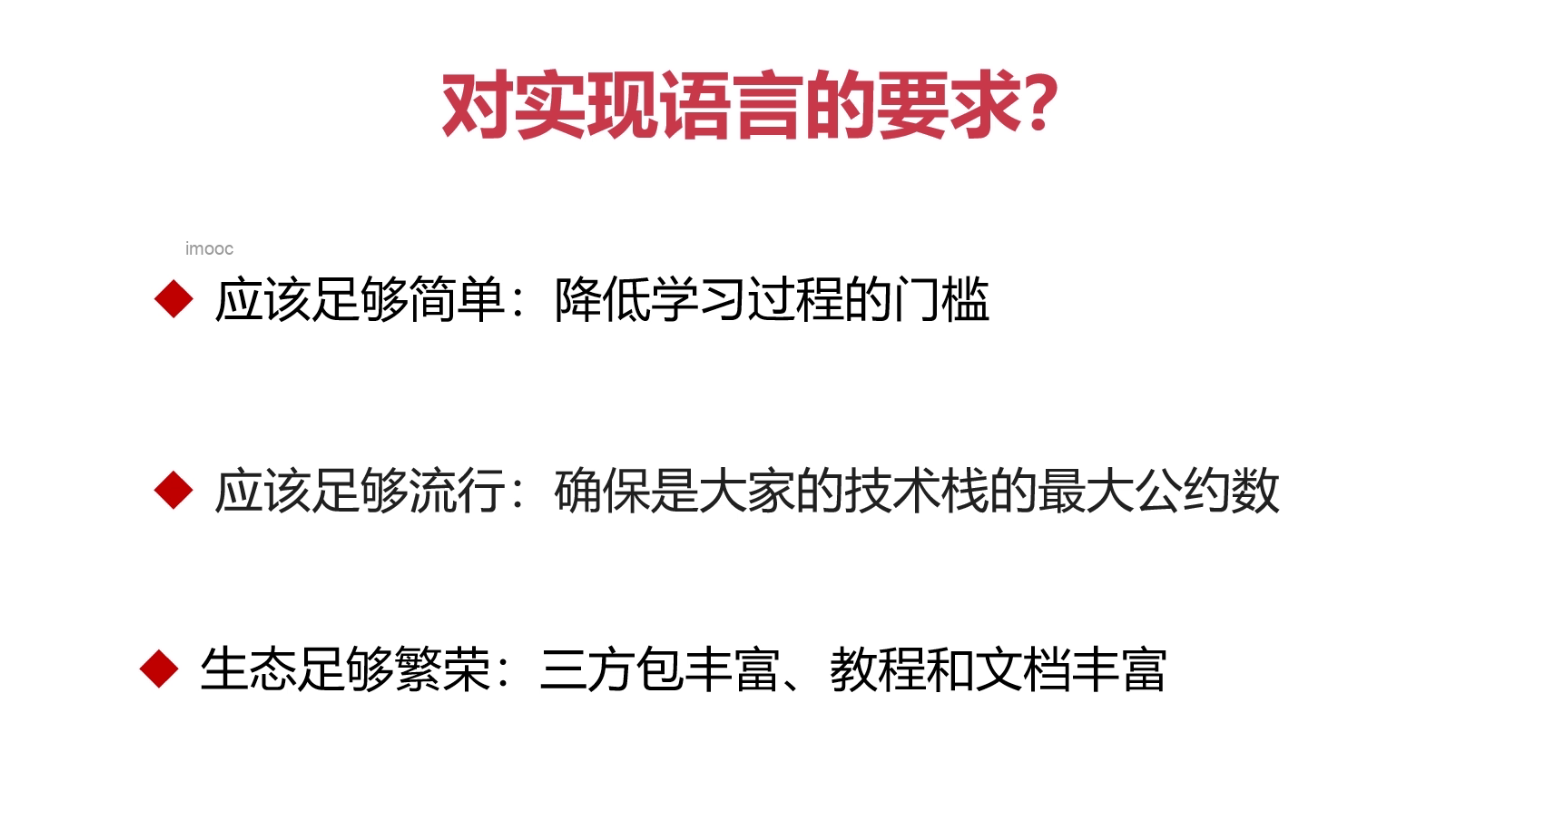 对实现语言的要求？
imooc
应该足够简单：降低学习过程的门槛
应该足够流行：确保是大家的技术栈的最大公约数
生态足够繁荣：三方包丰富、教程和文档丰富